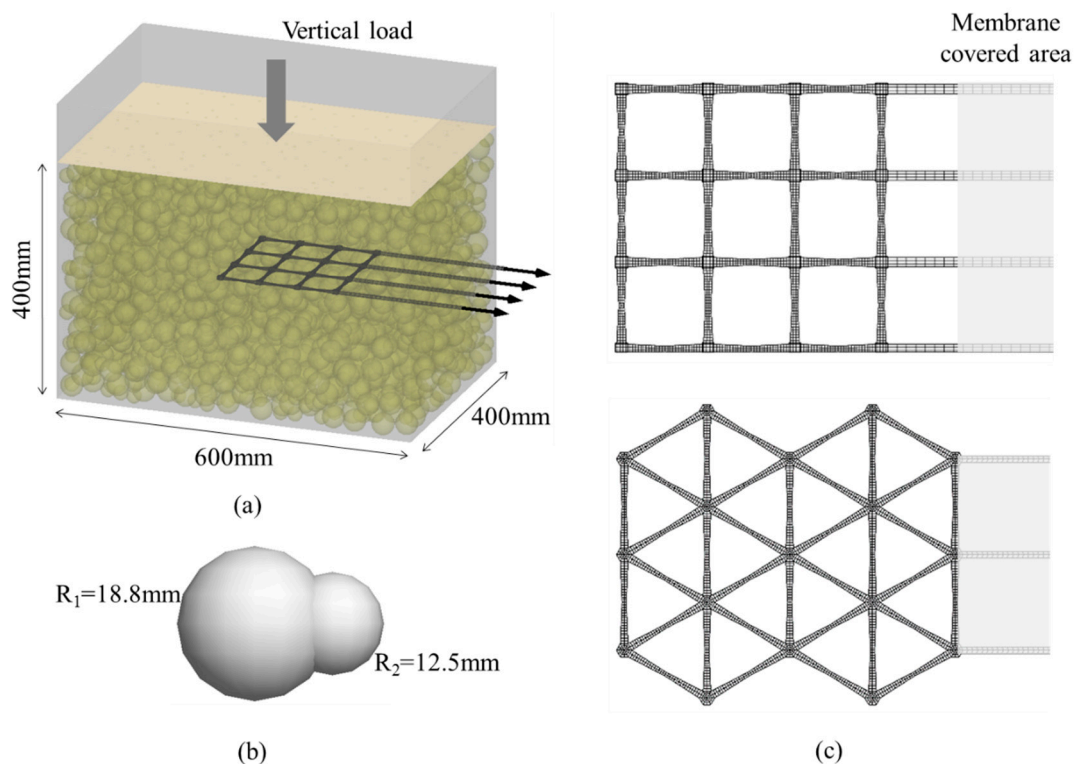 Vertical load
400mm
600mm
400mm
(a)
R1=18.8mm
R2=12.5mm
(b)
Membrane
covered area
(c)